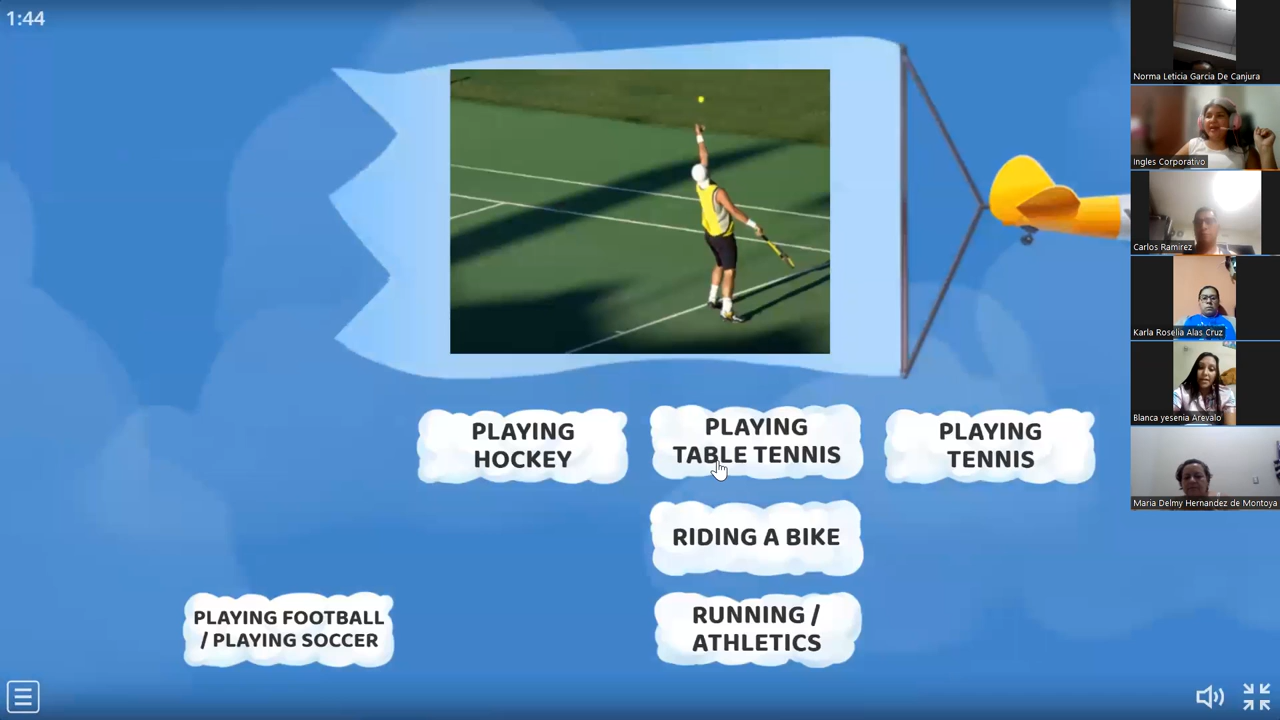 1:44
PLAYING
HOCKEY
PLAYING
TABLE TENNIS
PLAYING
TENNIS
RIDING A BIKE
PLAYING FOOTBALL
/ PLAYING SOCCER
RUNNING /
ATHLETICS
Norma Leticia Garcia De Canjura
Ingles Corporativo
Carlos Ramirez
Karla Roselia Alas Cruz
Blanca yesenia Arevalo
Maria Delmy Hernandez de Montoya